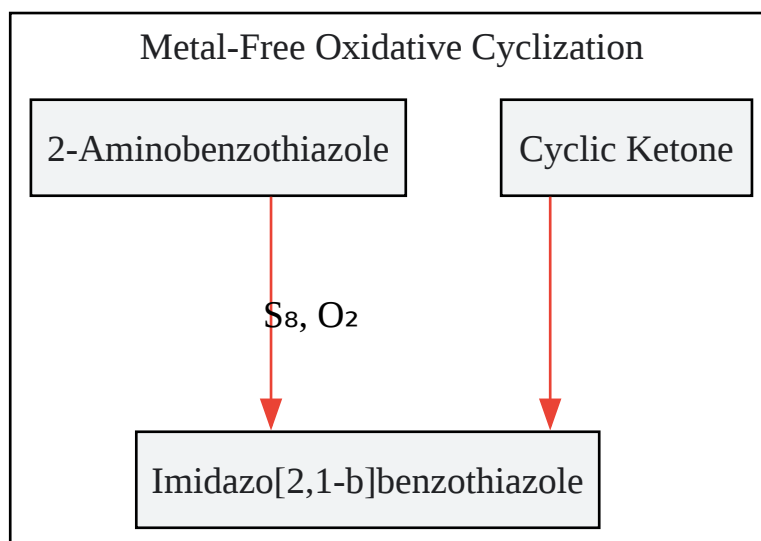 Metal-Free Oxidative Cyclization
2-Aminobenzothiazole
Cyclic Ketone
S₈, O₂
Imidazo[2,1-b]benzothiazole